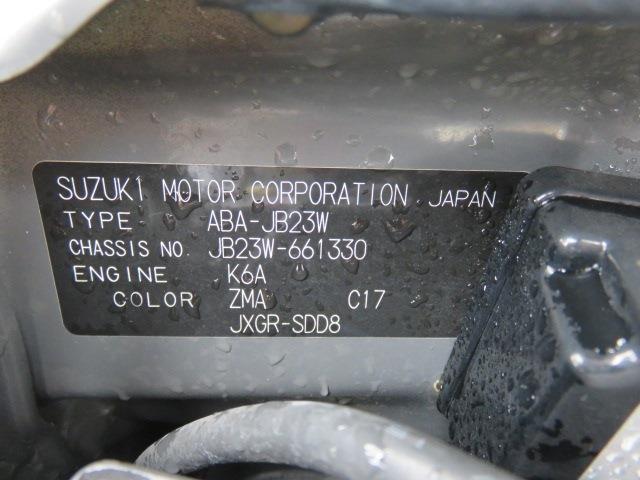 SUZUKI MOTOR CORPORATION JAPAN
TYPE ABA-JB23W
CHASSIS NO. JB23W-661330
ENGINE K6A
COLOR ZMA C17
JXGR-SDD8